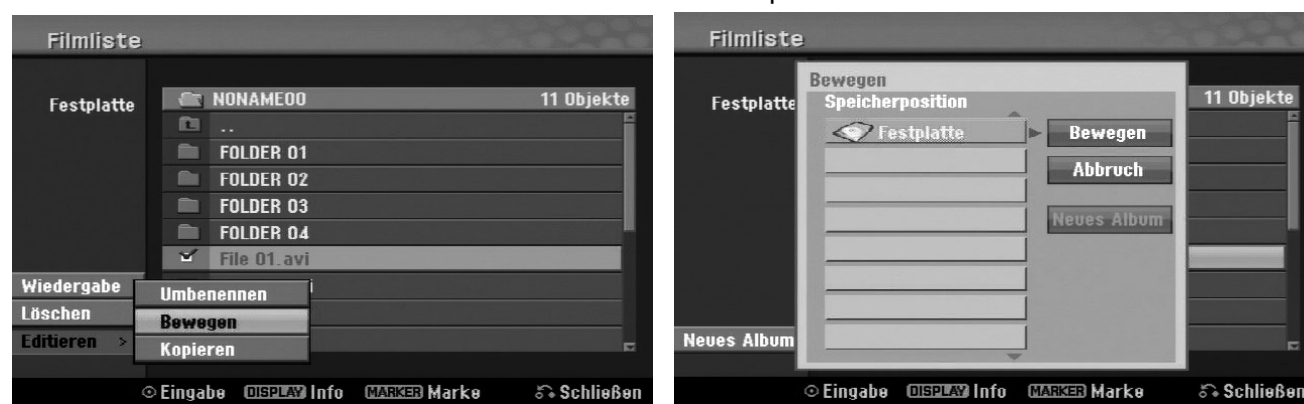 Filmliste
Festplatte
NONAME00 11 Objekte
..
FOLDER 01
FOLDER 02
FOLDER 03
FOLDER 04
File 01.avi
i
Wiedergabe
Löschen
Editieren >
Umbenennen
Bewegen
Kopieren
Eingabe DISPLAY Info MARKER Marke Schließen
Filmliste
Festplatte
11 Objekte
Bewegen
Speicherposition
Festplatte
Bewegen
Abbruch
Neues Album
Neues Album
Eingabe DISPLAY Info MARKER Marke Schließen